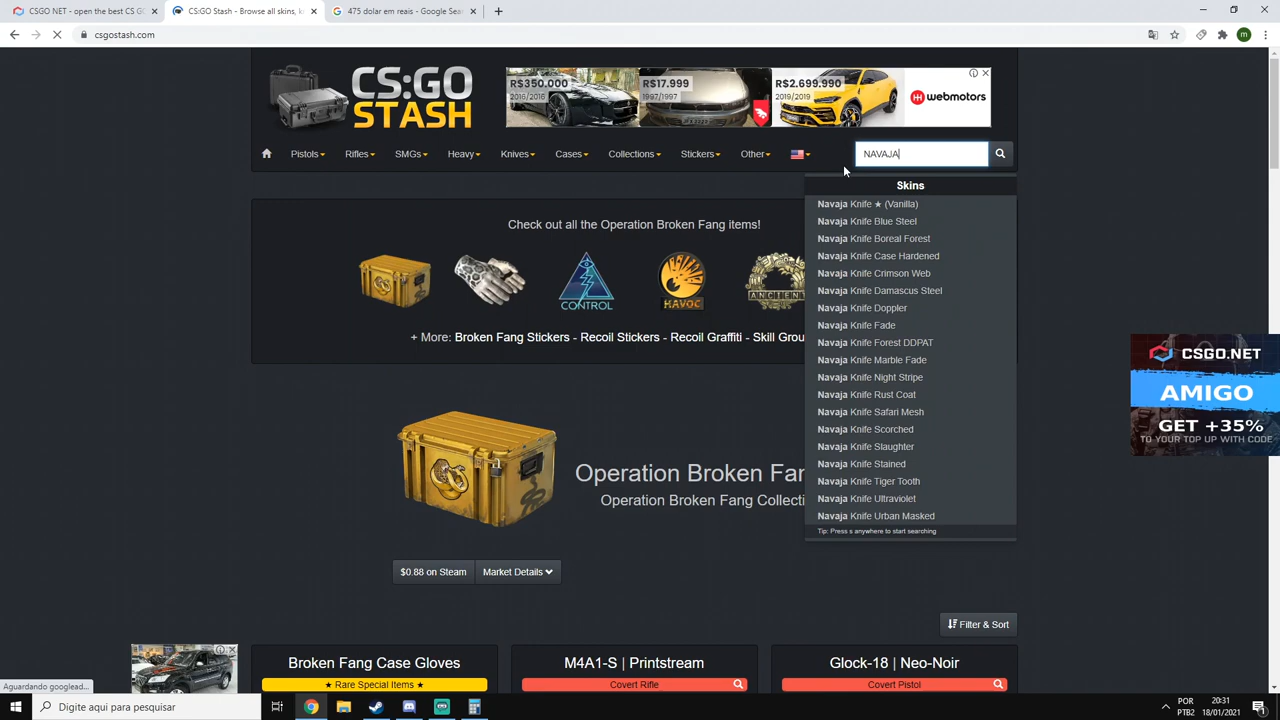 CSGO NET - open the best CS G
CS:GO Stash - Browse all skins, k
475 dolar em reais - Google Sea
csgostash.com
m
CS:GO
STASH
R$350.000
2016/2016
R$17.999
1997/1997
R$2.699.990
2019/2019
webmotors
Pistols
Rifles
SMGs
Heavy
Knives
Cases
Collections
Stickers
Other
NAVAJA
Skins
Navaja Knife ★ (Vanilla)
Navaja Knife Blue Steel
Navaja Knife Boreal Forest
Navaja Knife Case Hardened
Navaja Knife Crimson Web
Navaja Knife Damascus Steel
Navaja Knife Doppler
Navaja Knife Fade
Navaja Knife Forest DDPAT
Navaja Knife Marble Fade
Navaja Knife Night Stripe
Navaja Knife Rust Coat
Navaja Knife Safari Mesh
Navaja Knife Scorched
Navaja Knife Slaughter
Navaja Knife Stained
Navaja Knife Tiger Tooth
Navaja Knife Ultraviolet
Navaja Knife Urban Masked
Tip: Press s anywhere to start searching
Check out all the Operation Broken Fang items!
CONTROL
HAVOC
ANCIENT
+ More: Broken Fang Stickers - Recoil Stickers - Recoil Graffiti - Skill Grou
CSGO.NET
AMIGO
GET +35%
TO YOUR TOP UP WITH CODE
Operation Broken Fan
Operation Broken Fang Collecti
$0.88 on Steam
Market Details
Filter & Sort
Broken Fang Case Gloves
★ Rare Special Items ★
M4A1-S | Printstream
Covert Rifle
Glock-18 | Neo-Noir
Covert Pistol
Aguardando googlead...
Digite aqui para pesquisar
POR
PTB2
20:31
18/01/2021
1